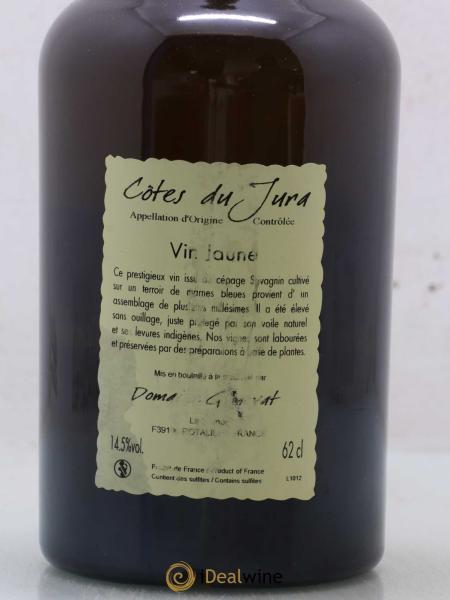 Côtes du Jura
Appellation d'Origine Contrôlée
Vin jaune
Ce prestigieux vin issu cépage Savagnin cultivé
sur un terroir de marnes bleues provient d' un
assemblage de plusieurs millésimes. Il a été élevé
sans ouillage, juste protégé par son voile naturel
et ses levures indigènes. Nos vignes sont labourées
et préservées par des préparations à base de plantes.
Mis en bouteille à la par
Domaine Ganevat
FRANCE
14.5%vol. 62 cl
Produit de France / Product of France
Contient des sulfites / Contains sulfites L1012
iDealwine